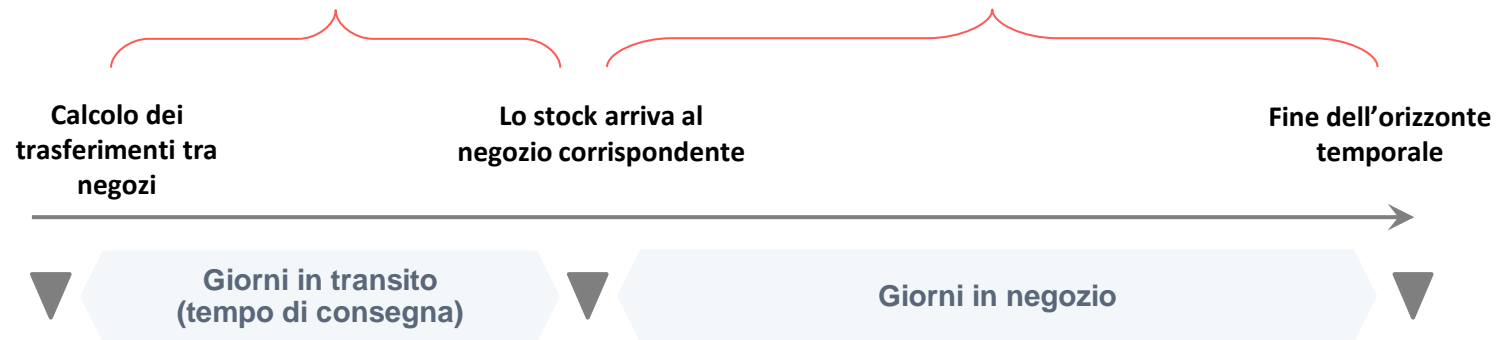 Calcolo dei
trasferimenti tra
negozi
Lo stock arriva al
negozio corrispondente
Fine dell’orizzonte
temporale
Giorni in transito
(tempo di consegna)
Giorni in negozio